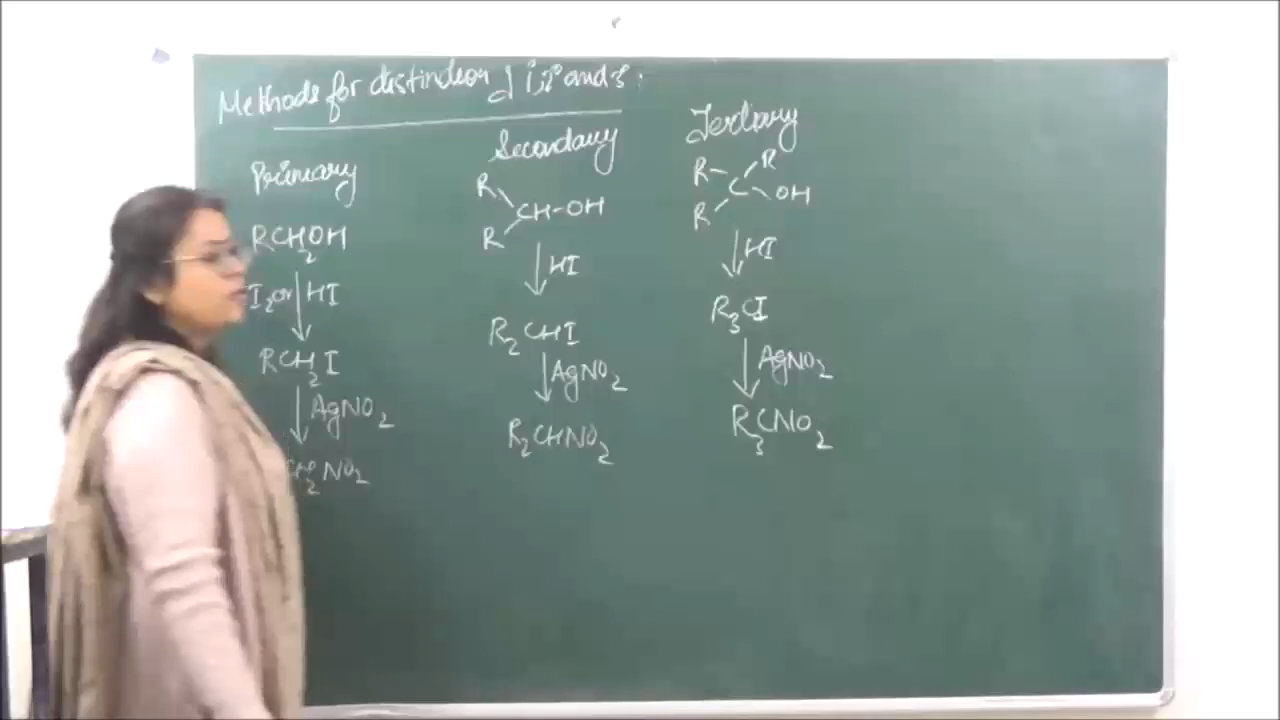 Methods for distinction of 1°, 2° and 3° :
Primary
RCH2OH
I2 or HI
RCH2I
AgNO2
NO2
Secondary
R
CH-OH
R
HI
R2CHI
AgNO2
R2CHNO2
Tertiary
R R
C OH
R
HI
R3CI
AgNO2
R3CNO2